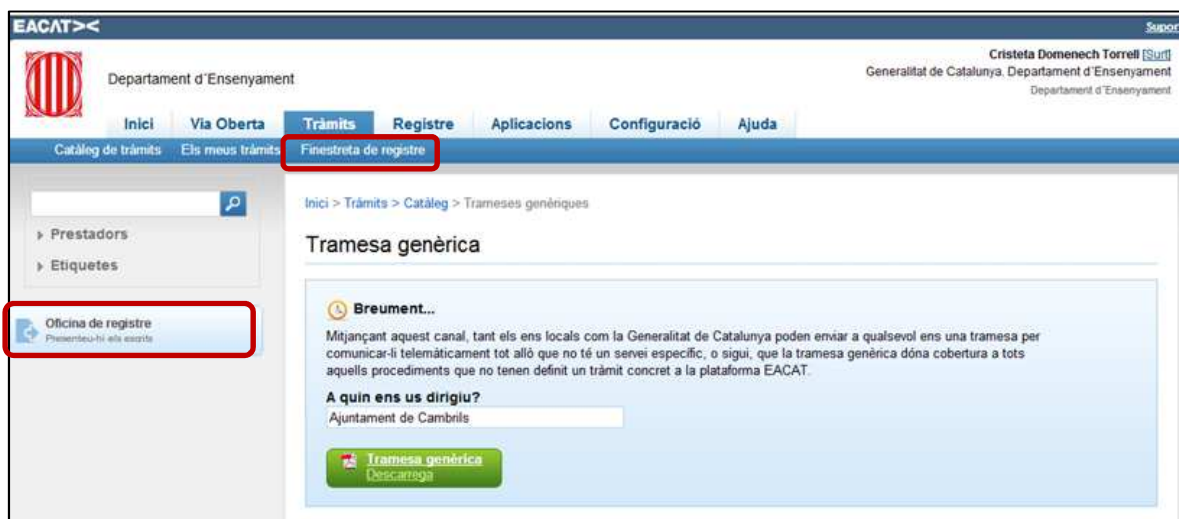 EACAT><
Suport
Cristeta Domenech Torrell [Surt]
Generalitat de Catalunya. Departament d'Ensenyament
Departament d'Ensenyament
Departament d'Ensenyament
Inici Via Oberta Tràmits Registre Aplicacions Configuració Ajuda
Catàleg de tràmits Els meus tràmits Finestreta de registre
Prestadors
Etiquetes
Oficina de registre
Presenteu-hi els escrits
Inici > Tràmits > Catàleg > Trameses genèriques
Tramesa genèrica
Breument...
Mitjançant aquest canal, tant els ens locals com la Generalitat de Catalunya poden enviar a qualsevol ens una tramesa per
comunicar-li telemàticament tot allò que no té un servei específic, o sigui, que la tramesa genèrica dóna cobertura a tots
aquells procediments que no tenen definit un tràmit concret a la plataforma EACAT.
A quin ens us dirigiu?
Ajuntament de Cambrils
Tramesa genèrica
Descarrega